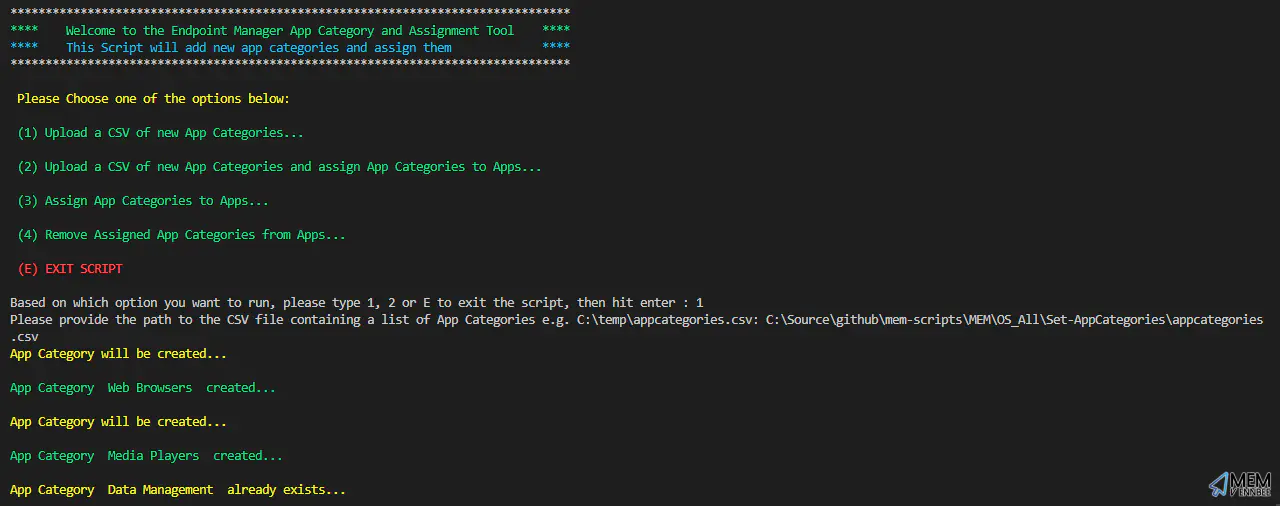 ********************************************************************************
****    Welcome to the Endpoint Manager App Category and Assignment Tool    ****
****    This Script will add new app categories and assign them             ****
********************************************************************************
Please Choose one of the options below:
(1) Upload a CSV of new App Categories...
(2) Upload a CSV of new App Categories and assign App Categories to Apps...
(3) Assign App Categories to Apps...
(4) Remove Assigned App Categories from Apps...
(E) EXIT SCRIPT
Based on which option you want to run, please type 1, 2 or E to exit the script, then hit enter : 1
Please provide the path to the CSV file containing a list of App Categories e.g. C:\temp\appcategories.csv: C:\Source\github\mem-scripts\MEM\OS_All\Set-AppCategories\appcategories
.csv
App Category will be created...
App Category  Web Browsers  created...
App Category will be created...
App Category  Media Players  created...
App Category  Data Management  already exists...
MEM
VENNBEE